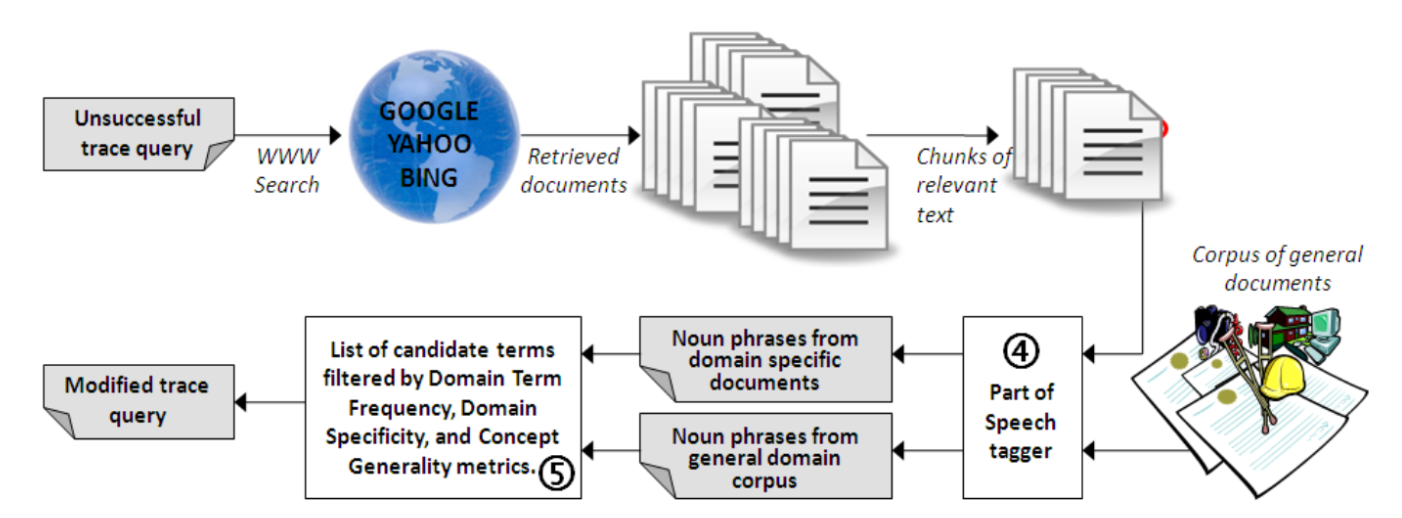 Unsuccessful
trace query
WWW
Search
GOOGLE
YAHOO
BING
Retrieved
documents
Chunks of
relevant
text
Corpus of general
documents
④
Part of
Speech
tagger
Noun phrases from
domain specific
documents
Noun phrases from
general domain
corpus
List of candidate terms
filtered by Domain Term
Frequency, Domain
Specificity, and Concept
Generality metrics.
⑤
Modified trace
query